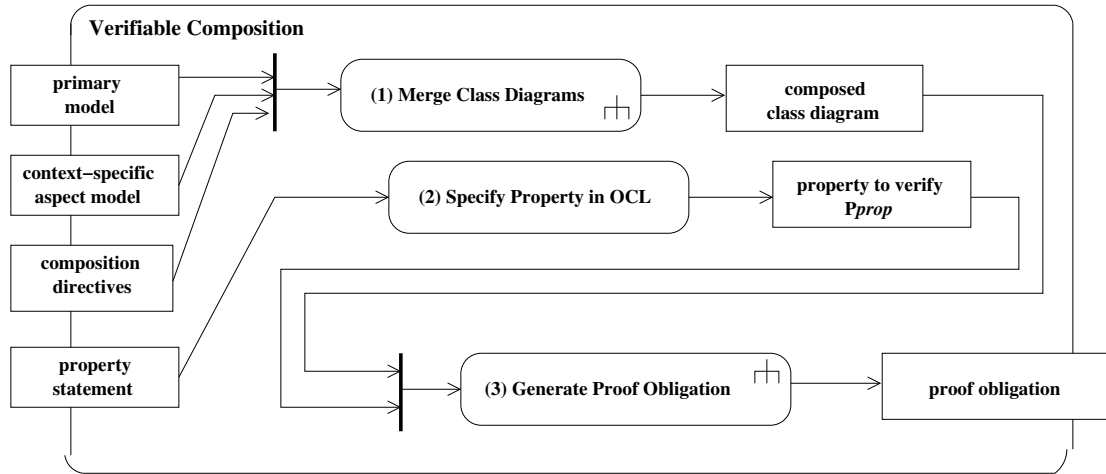 Verifiable Composition
primary
model
(1) Merge Class Diagrams
composed
class diagram
context−specific
aspect model
(2) Specify Property in OCL
property to verify
Pprop
composition
directives
property
statement
(3) Generate Proof Obligation
proof obligation